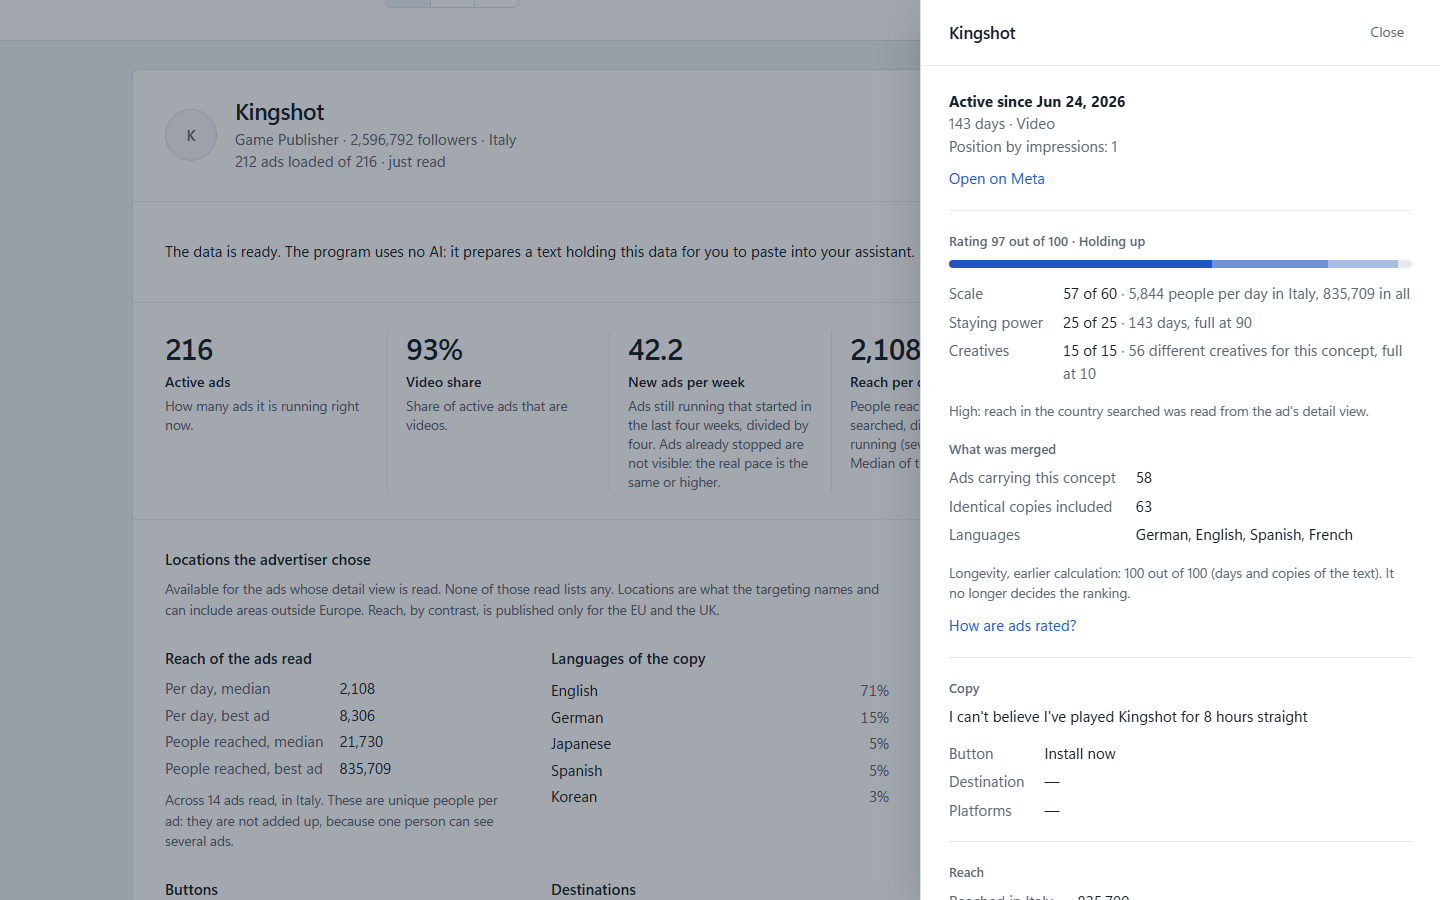 K
Kingshot
Game Publisher · 2,596,792 followers · Italy
212 ads loaded of 216 · just read
The data is ready. The program uses no AI: it prepares a text holding this data for you to paste into your assistant.
216
Active ads
How many ads it is running right
now.
93%
Video share
Share of active ads that are
videos.
42.2
New ads per week
Ads still running that started in
the last four weeks, divided by
four. Ads already stopped are
not visible: the real pace is the
same or higher.
2,108
Reach per
People reac
searched, di
running (sev
Median of t
Locations the advertiser chose
Available for the ads whose detail view is read. None of those read lists any. Locations are what the targeting names and
can include areas outside Europe. Reach, by contrast, is published only for the EU and the UK.
Reach of the ads read
Per day, median 2,108
Per day, best ad 8,306
People reached, median 21,730
People reached, best ad 835,709
Across 14 ads read, in Italy. These are unique people per
ad: they are not added up, because one person can see
several ads.
Languages of the copy
English 71%
German 15%
Japanese 5%
Spanish 5%
Korean 3%
Buttons
Destinations
Kingshot
Close
Active since Jun 24, 2026
143 days · Video
Position by impressions: 1
Open on Meta
Rating 97 out of 100 · Holding up
Scale 57 of 60 · 5,844 people per day in Italy, 835,709 in all
Staying power 25 of 25 · 143 days, full at 90
Creatives 15 of 15 · 56 different creatives for this concept, full
at 10
High: reach in the country searched was read from the ad's detail view.
What was merged
Ads carrying this concept 58
Identical copies included 63
Languages German, English, Spanish, French
Longevity, earlier calculation: 100 out of 100 (days and copies of the text). It
no longer decides the ranking.
How are ads rated?
Copy
I can't believe I've played Kingshot for 8 hours straight
Button Install now
Destination —
Platforms —
Reach
Reached in Italy 835,709